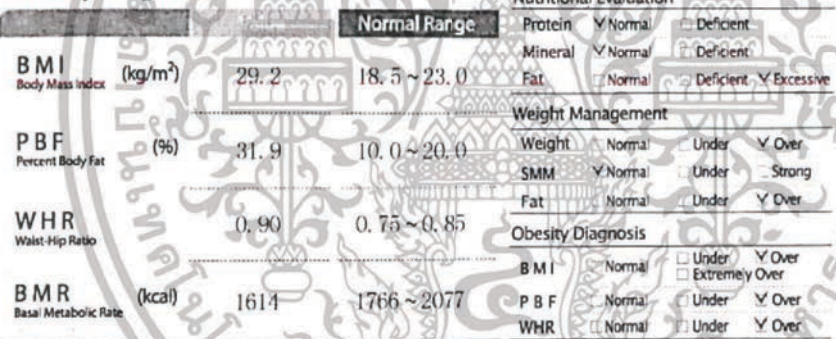 Normal Range
BMI (kg/m²) 29.2 18.5~23.0
Body Mass Index
PBF (%) 31.9 10.0~20.0
Percent Body Fat
WHR 0.90 0.75~0.85
Waist-Hip Ratio
BMR (kcal) 1614 1766~2077
Basal Metabolic Rate
Nutritional Evaluation
Protein Normal Deficient
Mineral Normal Deficient
Fat Normal Deficient Excessive
Weight Management
Weight Normal Under Over
SMM Normal Under Strong
Fat Normal Under Over
Obesity Diagnosis
BMI Normal Under Over
Extremely Over
PBF Normal Under Over
WHR Normal Under Over